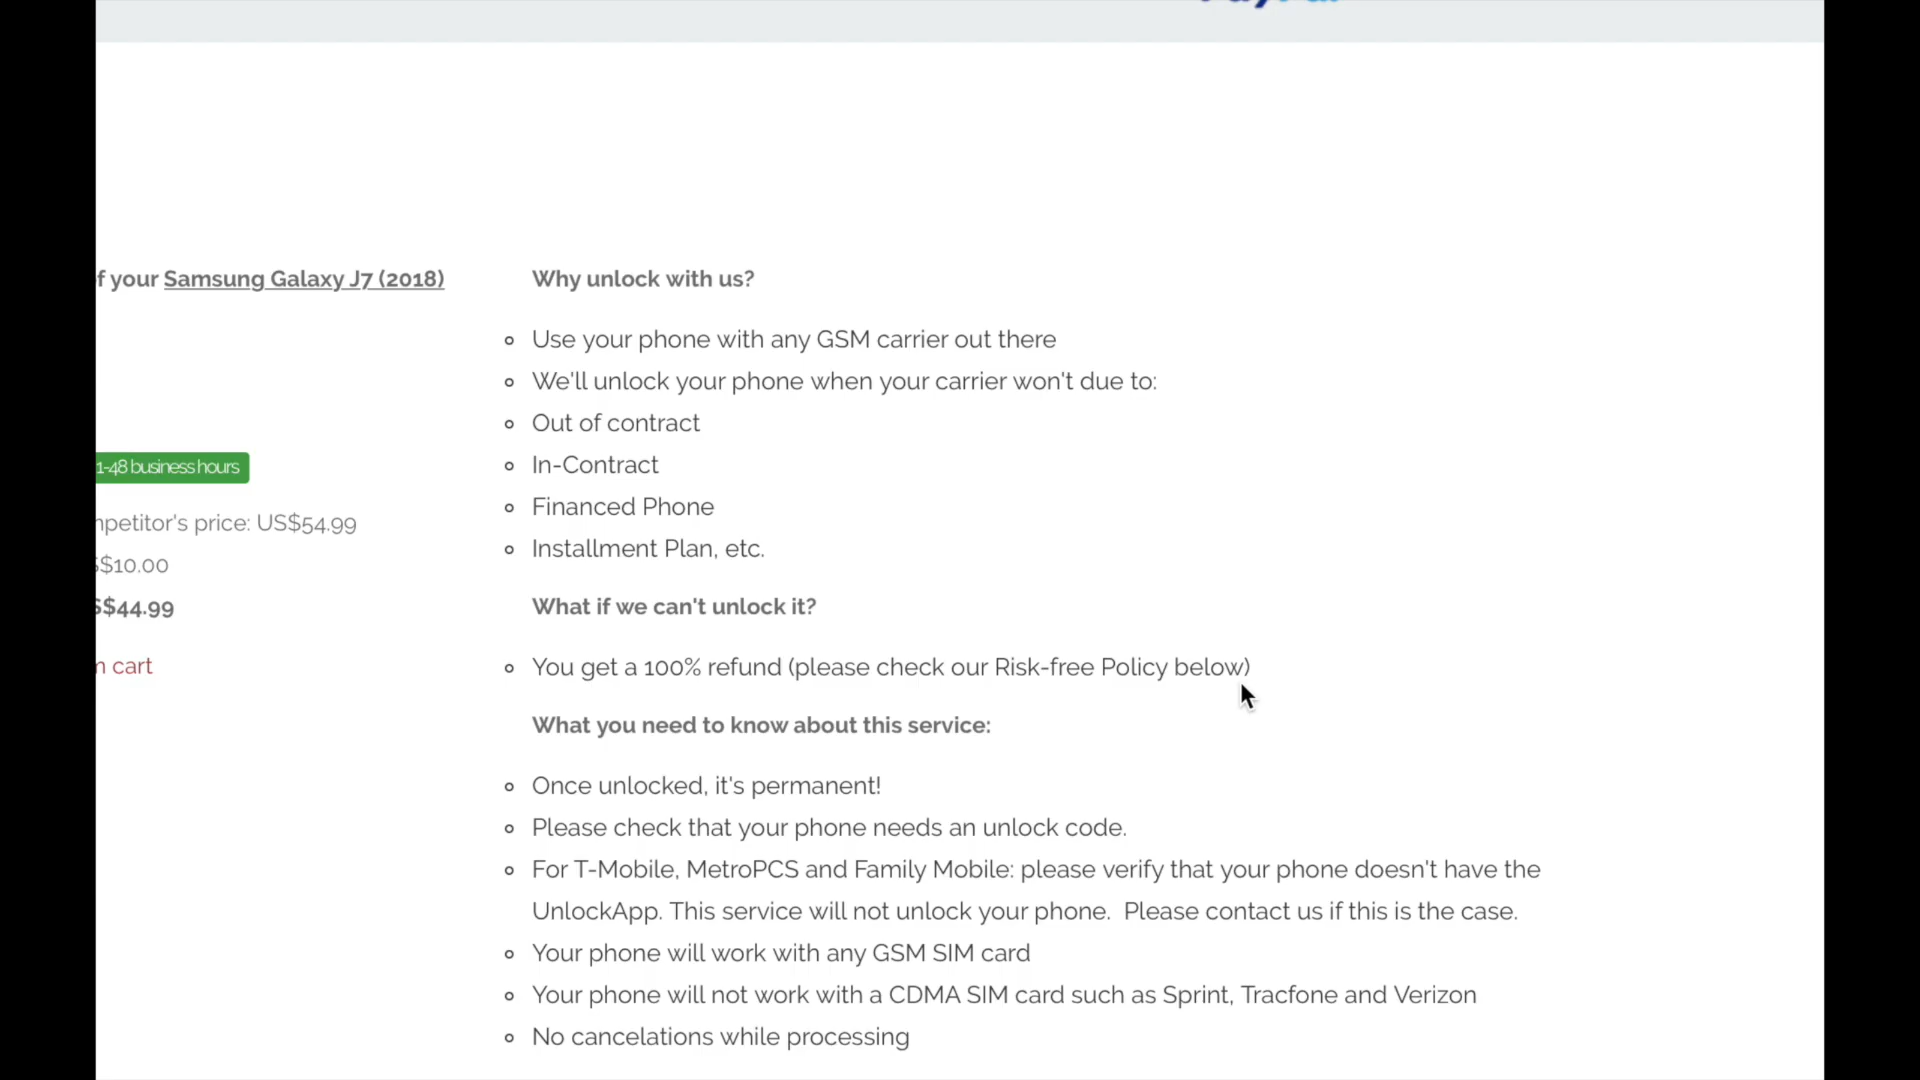 f your Samsung Galaxy J7 (2018)
1-48 business hours
mpetitor's price: US$54.99
S$10.00
S$44.99
n cart
Why unlock with us?
Use your phone with any GSM carrier out there
We'll unlock your phone when your carrier won't due to:
Out of contract
In-Contract
Financed Phone
Installment Plan, etc.
What if we can't unlock it?
You get a 100% refund (please check our Risk-free Policy below)
What you need to know about this service:
Once unlocked, it's permanent!
Please check that your phone needs an unlock code.
For T-Mobile, MetroPCS and Family Mobile: please verify that your phone doesn't have the
UnlockApp. This service will not unlock your phone.  Please contact us if this is the case.
Your phone will work with any GSM SIM card
Your phone will not work with a CDMA SIM card such as Sprint, Tracfone and Verizon
No cancelations while processing